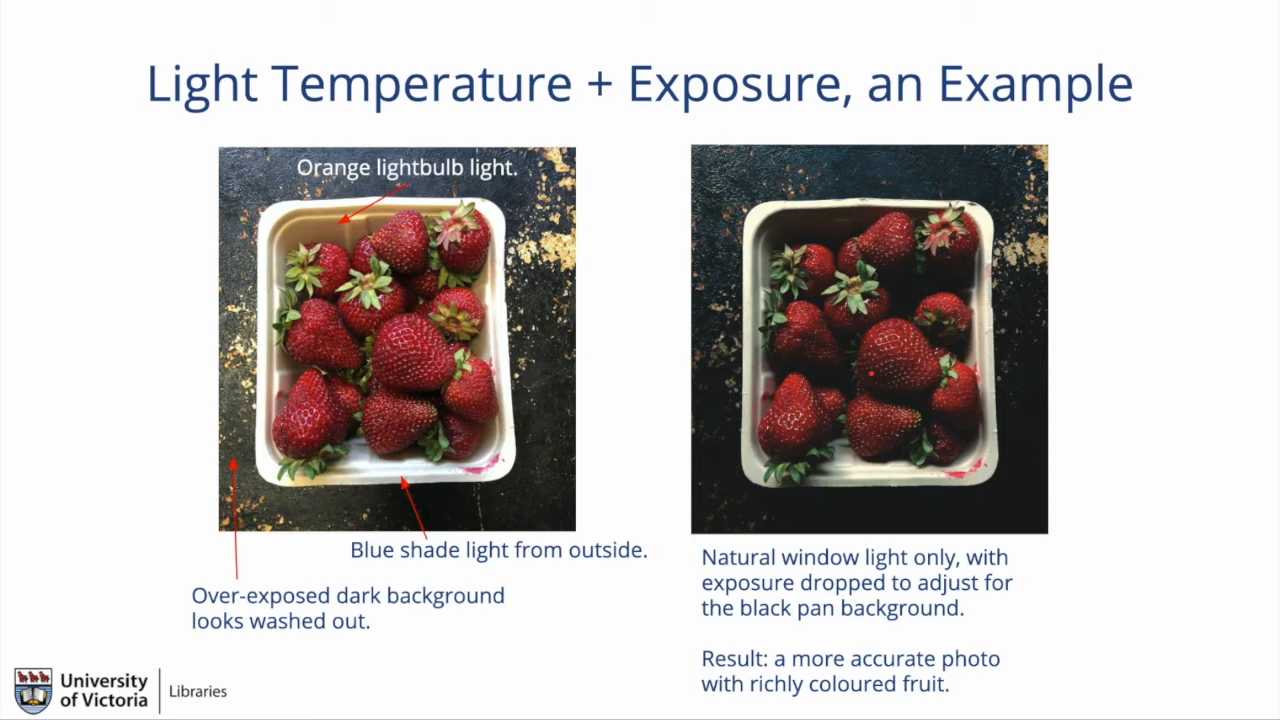 Light Temperature + Exposure, an Example
Orange lightbulb light.
Blue shade light from outside.
Over-exposed dark background
looks washed out.
Natural window light only, with
exposure dropped to adjust for
the black pan background.
Result: a more accurate photo
with richly coloured fruit.
University
of Victoria
Libraries